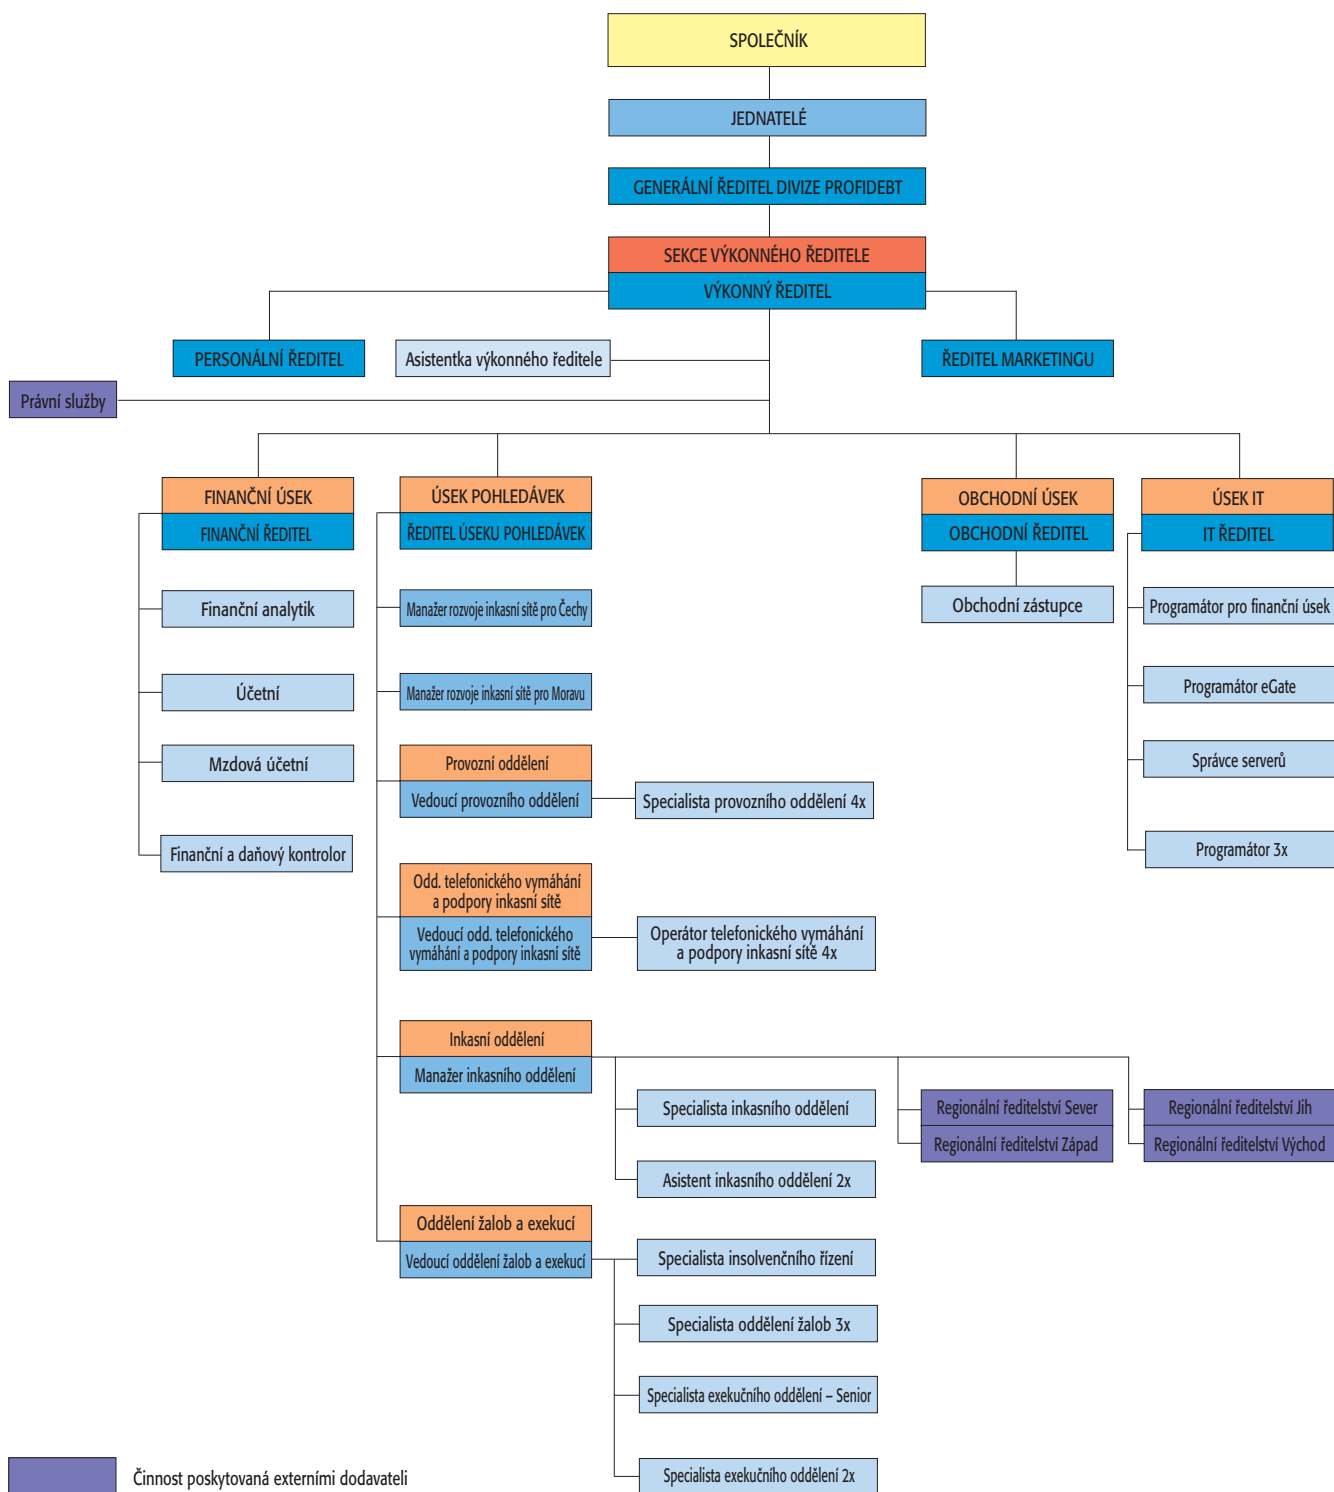 SPOLEČNÍK
JEDNATELÉ
GENERÁLNÍ ŘEDITEL DIVIZE PROFIDEBT
SEKCE VÝKONNÉHO ŘEDITELE
VÝKONNÝ ŘEDITEL
PERSONÁLNÍ ŘEDITEL
Asistentka výkonného ředitele
ŘEDITEL MARKETINGU
Právní služby
FINANČNÍ ÚSEK
FINANČNÍ ŘEDITEL
Finanční analytik
Účetní
Mzdová účetní
Finanční a daňový kontrolor
ÚSEK POHLEDÁVEK
ŘEDITEL ÚSEKU POHLEDÁVEK
Manažer rozvoje inkasní sítě pro Čechy
Manažer rozvoje inkasní sítě pro Moravu
Provozní oddělení
Vedoucí provozního oddělení
Specialista provozního oddělení 4x
Odd. telefonického vymáhání
a podpory inkasní sítě
Vedoucí odd. telefonického
vymáhání a podpory inkasní sítě
Operátor telefonického vymáhání
a podpory inkasní sítě 4x
Inkasní oddělení
Manažer inkasního oddělení
Specialista inkasního oddělení
Asistent inkasního oddělení 2x
Regionální ředitelství Sever
Regionální ředitelství Západ
Regionální ředitelství Jih
Regionální ředitelství Východ
Oddělení žalob a exekucí
Vedoucí oddělení žalob a exekucí
Specialista insolvenčního řízení
Specialista oddělení žalob 3x
Specialista exekučního oddělení – Senior
Specialista exekučního oddělení 2x
OBCHODNÍ ÚSEK
OBCHODNÍ ŘEDITEL
Obchodní zástupce
ÚSEK IT
IT ŘEDITEL
Programátor pro finanční úsek
Programátor eGate
Správce serverů
Programátor 3x
Činnost poskytovaná externími dodavateli